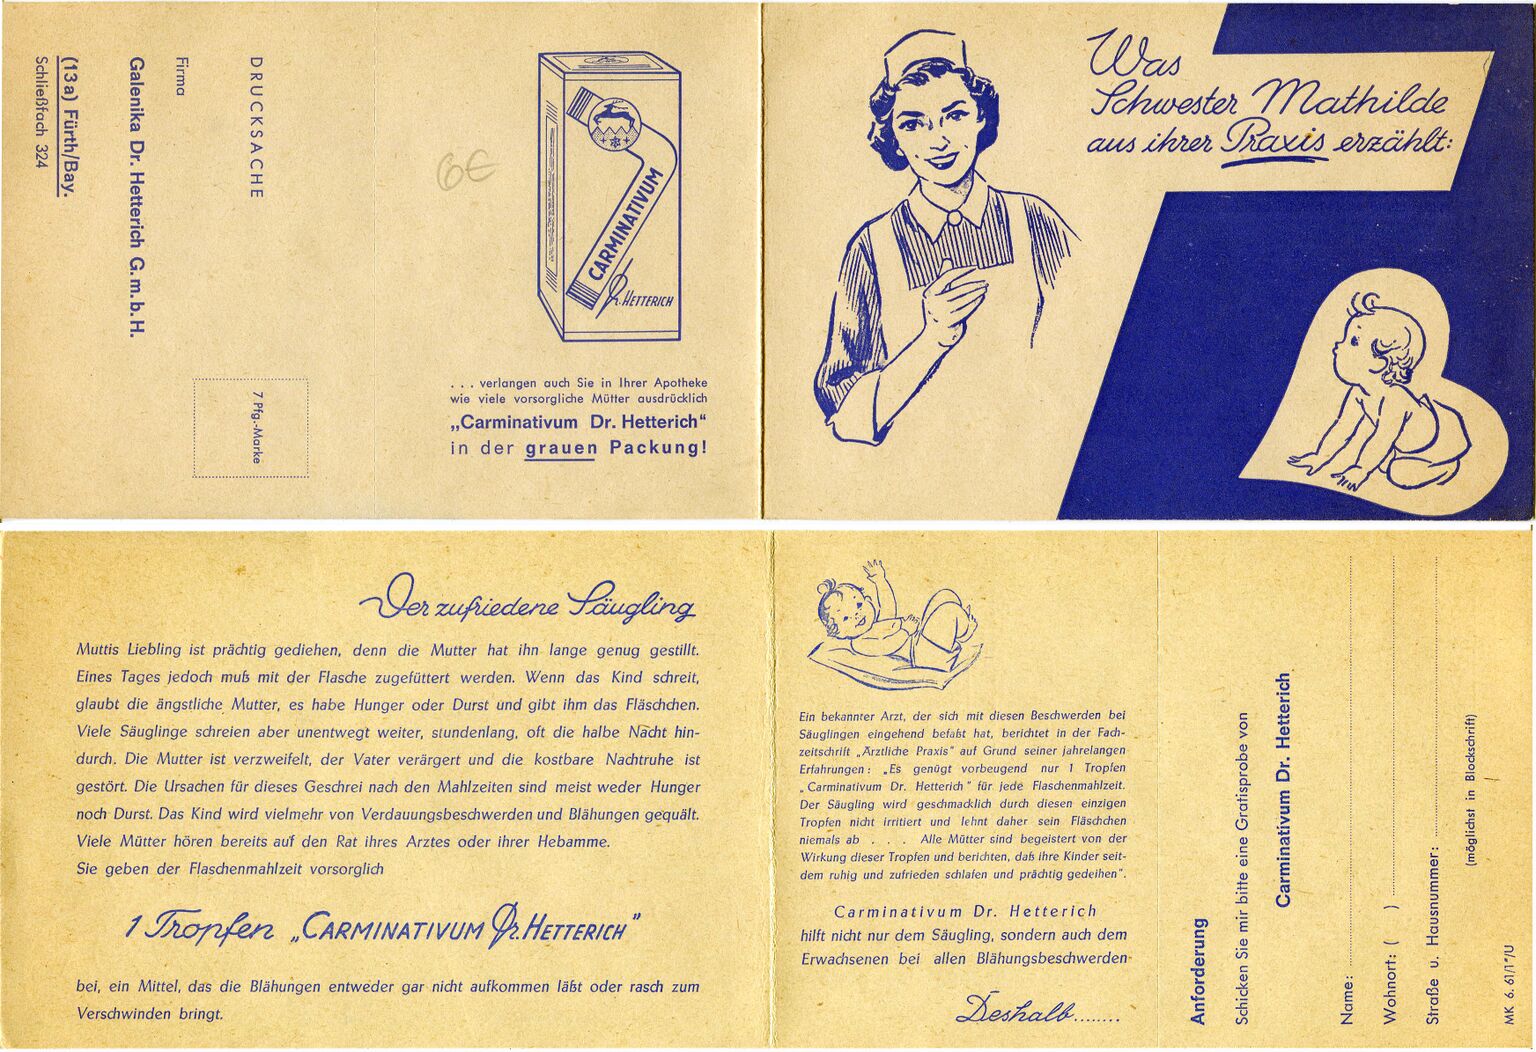 DRUCKSACHE
Firma
Galenika Dr. Hetterich G.m.b.H.
(13a) Fürth/Bay.
Schließfach 324
7 Pfg.-Marke
6€
CARMINATIVUM
Dr. HETTERICH
. . . verlangen auch Sie in Ihrer Apotheke
wie viele vorsorgliche Mütter ausdrücklich
„Carminativum Dr. Hetterich“
in der grauen Packung!
Was
Schwester Mathilde
aus ihrer Praxis erzählt:
Der zufriedene Säugling
Muttis Liebling ist prächtig gediehen, denn die Mutter hat ihn lange genug gestillt.
Eines Tages jedoch muß mit der Flasche zugefüttert werden. Wenn das Kind schreit,
glaubt die ängstliche Mutter, es habe Hunger oder Durst und gibt ihm das Fläschchen.
Viele Säuglinge schreien aber unentwegt weiter, stundenlang, oft die halbe Nacht hin-
durch. Die Mutter ist verzweifelt, der Vater verärgert und die kostbare Nachtruhe ist
gestört. Die Ursachen für dieses Geschrei nach den Mahlzeiten sind meist weder Hunger
noch Durst. Das Kind wird vielmehr von Verdauungsbeschwerden und Blähungen gequält.
Viele Mütter hören bereits auf den Rat ihres Arztes oder ihrer Hebamme.
Sie geben der Flaschenmahlzeit vorsorglich
1 Tropfen „CARMINATIVUM Dr. HETTERICH“
bei, ein Mittel, das die Blähungen entweder gar nicht aufkommen läßt oder rasch zum
Verschwinden bringt.
Ein bekannter Arzt, der sich mit diesen Beschwerden bei
Säuglingen eingehend befaßt hat, berichtet in der Fach-
zeitschrift „Ärztliche Praxis“ auf Grund seiner jahrelangen
Erfahrungen: „Es genügt vorbeugend nur 1 Tropfen
„Carminativum Dr. Hetterich“ für jede Flaschenmahlzeit.
Der Säugling wird geschmacklich durch diesen einzigen
Tropfen nicht irritiert und lehnt daher sein Fläschchen
niemals ab . . . . Alle Mütter sind begeistert von der
Wirkung dieser Tropfen und berichten, daß ihre Kinder seit-
dem ruhig und zufrieden schlafen und prächtig gedeihen“.
Carminativum Dr. Hetterich
hilft nicht nur dem Säugling, sondern auch dem
Erwachsenen bei allen Blähungsbeschwerden
Deshalb........
Anforderung
Schicken Sie mir bitte eine Gratisprobe von
Carminativum Dr. Hetterich
Name:
Wohnort: ( )
Straße u. Hausnummer:
(möglichst in Blockschrift)
MK 6. 61/1"/U